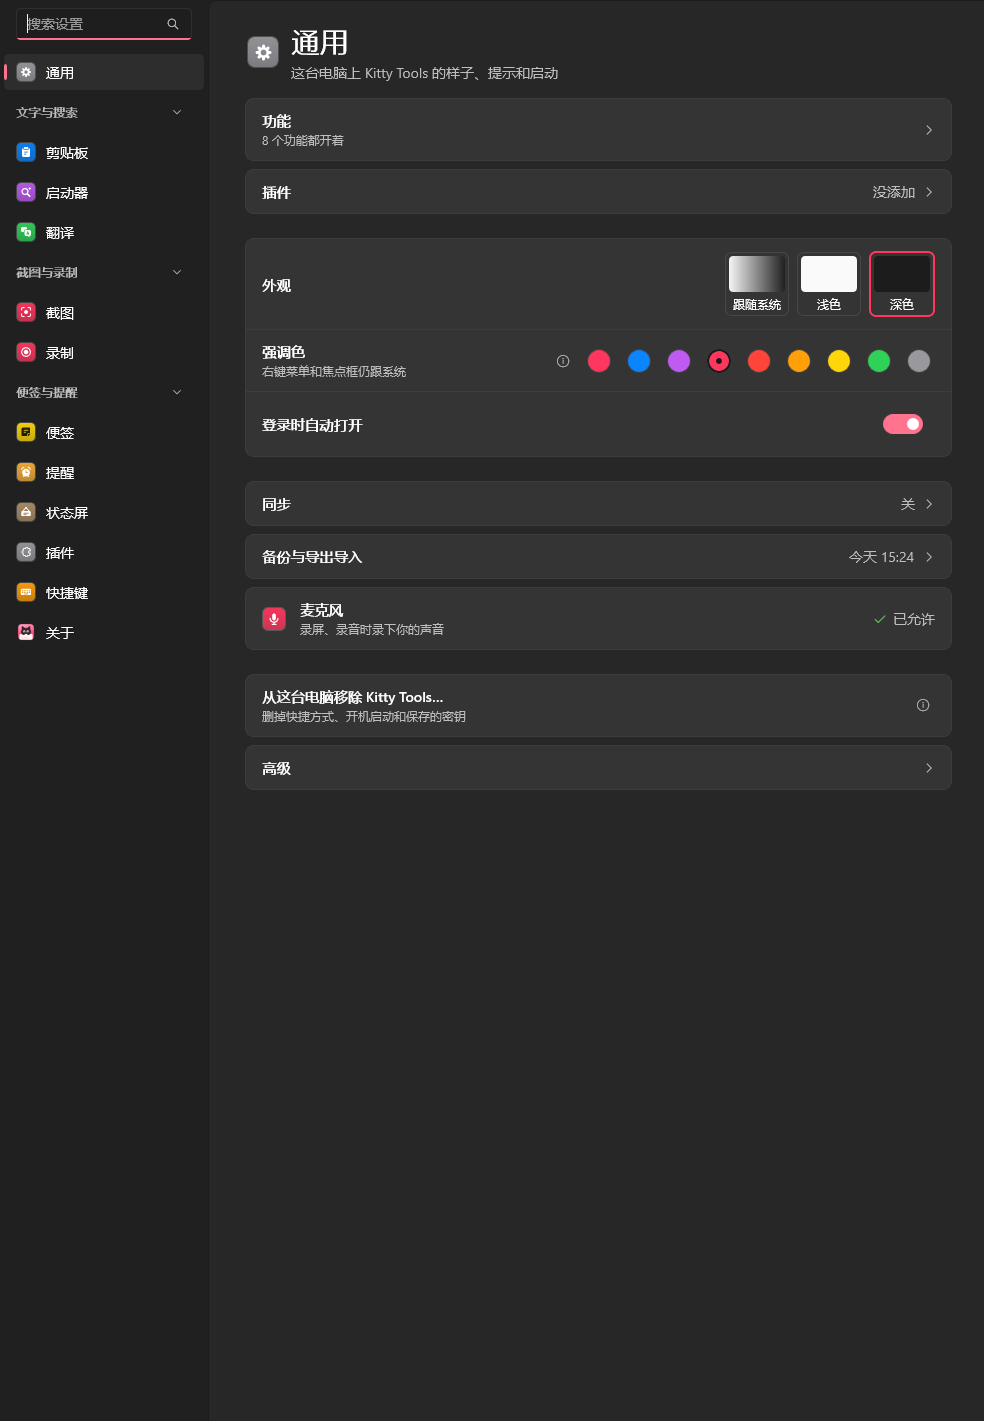 搜索设置
通用
文字与搜索
剪贴板
启动器
翻译
截图与录制
截图
录制
便签与提醒
便签
提醒
状态屏
插件
快捷键
关于
通用
这台电脑上 Kitty Tools 的样子、提示和启动
功能
8 个功能都开着
插件
没添加
外观
跟随系统
浅色
深色
强调色
右键菜单和焦点框仍跟系统
登录时自动打开
同步
关
备份与导出导入
今天 15:24
麦克风
录屏、录音时录下你的声音
已允许
从这台电脑移除 Kitty Tools...
删掉快捷方式、开机启动和保存的密钥
高级